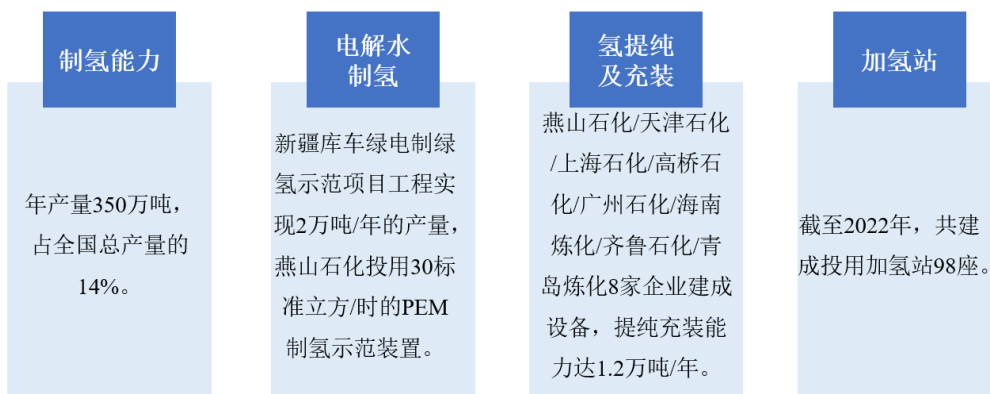 制氢能力
年产量350万吨，
占全国总产量的
14%。
电解水
制氢
新疆库车绿电制绿
氢示范项目工程实
现2万吨/年的产量，
燕山石化投用30标
准立方/时的PEM
制氢示范装置。
氢提纯
及充装
燕山石化/天津石化
/上海石化/高桥石
化/广州石化/海南
炼化/齐鲁石化/青
岛炼化8家企业建成
设备，提纯充装能
力达1.2万吨/年。
加氢站
截至2022年，共建
成投用加氢站98座。